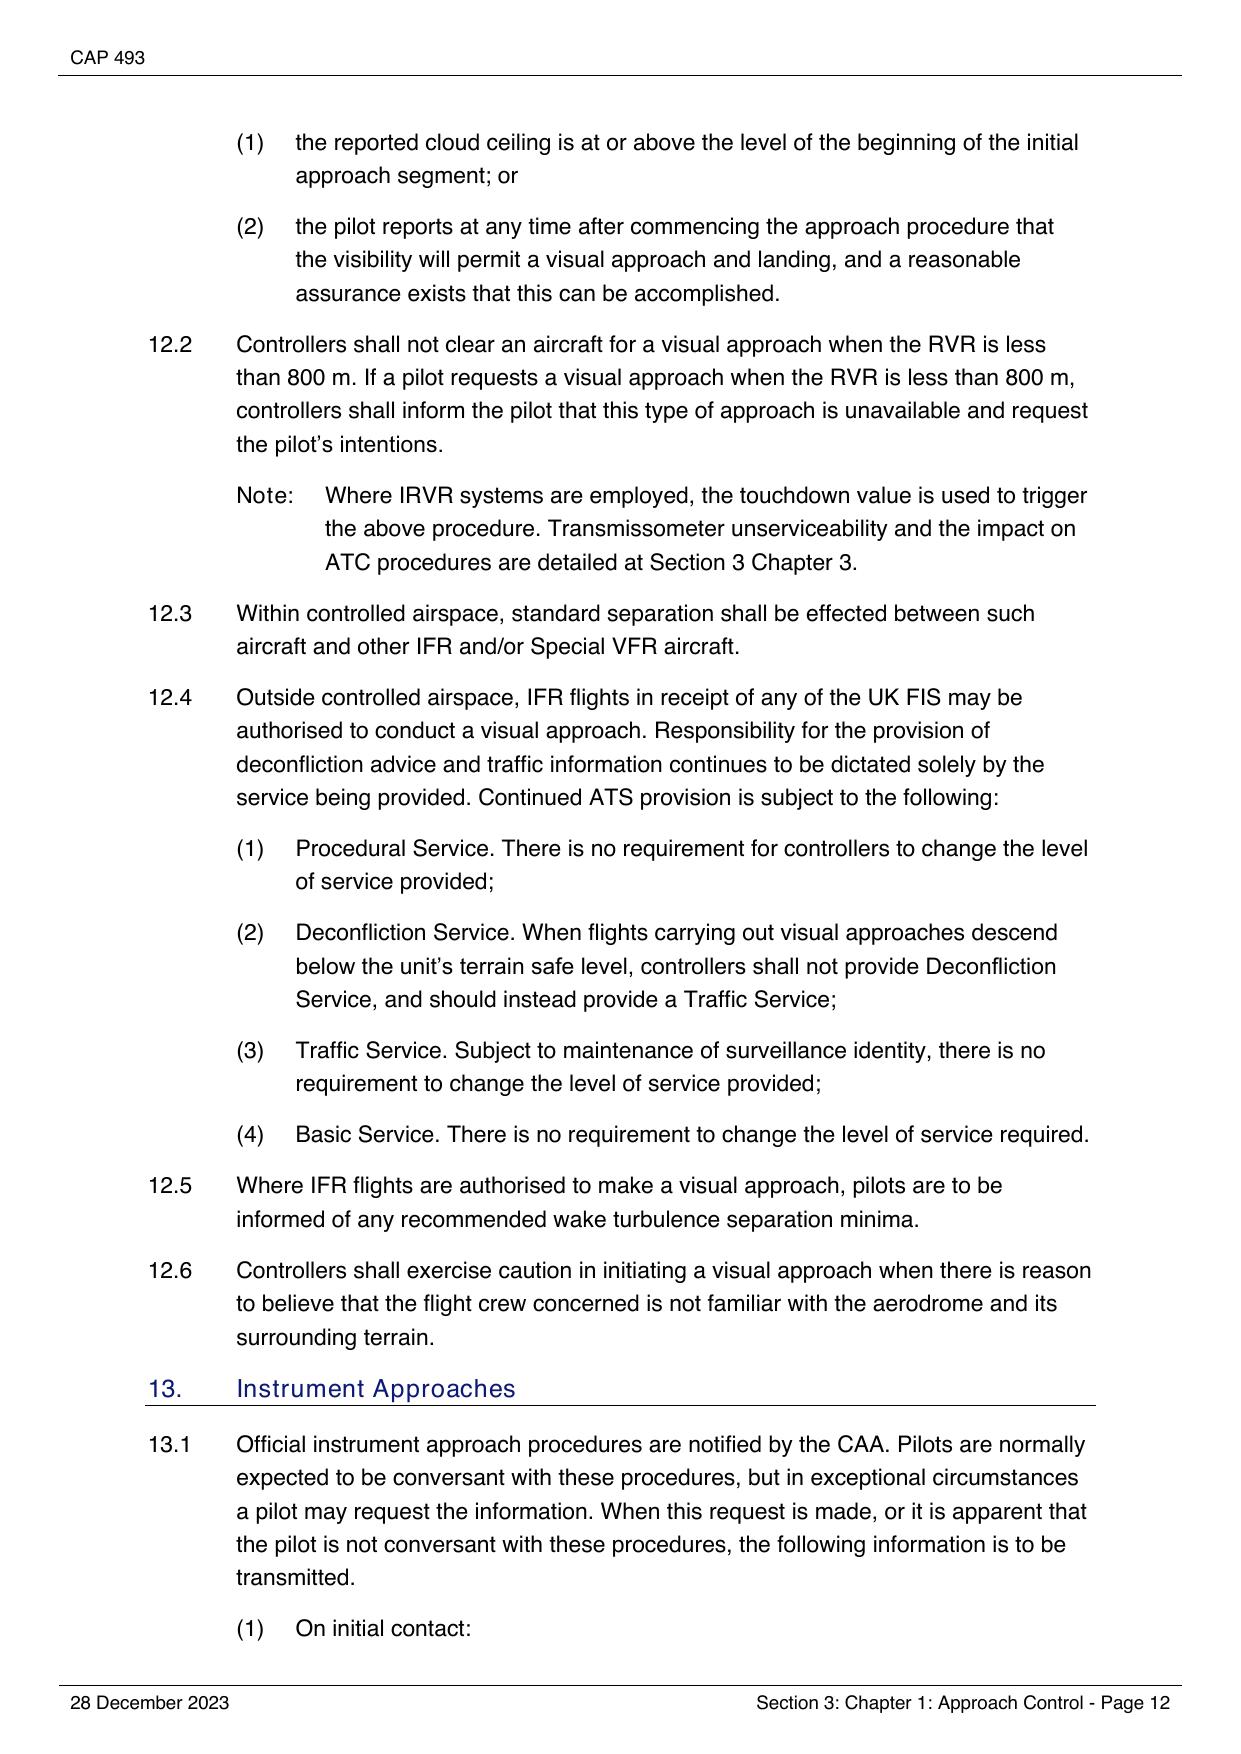 CAP 493
(1) the reported cloud ceiling is at or above the level of the beginning of the initial
approach segment; or
(2) the pilot reports at any time after commencing the approach procedure that
the visibility will permit a visual approach and landing, and a reasonable
assurance exists that this can be accomplished.
12.2 Controllers shall not clear an aircraft for a visual approach when the RVR is less
than 800 m. If a pilot requests a visual approach when the RVR is less than 800 m,
controllers shall inform the pilot that this type of approach is unavailable and request
the pilot’s intentions.
Note: Where IRVR systems are employed, the touchdown value is used to trigger
the above procedure. Transmissometer unserviceability and the impact on
ATC procedures are detailed at Section 3 Chapter 3.
12.3 Within controlled airspace, standard separation shall be effected between such
aircraft and other IFR and/or Special VFR aircraft.
12.4 Outside controlled airspace, IFR flights in receipt of any of the UK FIS may be
authorised to conduct a visual approach. Responsibility for the provision of
deconfliction advice and traffic information continues to be dictated solely by the
service being provided. Continued ATS provision is subject to the following:
(1) Procedural Service. There is no requirement for controllers to change the level
of service provided;
(2) Deconfliction Service. When flights carrying out visual approaches descend
below the unit’s terrain safe level, controllers shall not provide Deconfliction
Service, and should instead provide a Traffic Service;
(3) Traffic Service. Subject to maintenance of surveillance identity, there is no
requirement to change the level of service provided;
(4) Basic Service. There is no requirement to change the level of service required.
12.5 Where IFR flights are authorised to make a visual approach, pilots are to be
informed of any recommended wake turbulence separation minima.
12.6 Controllers shall exercise caution in initiating a visual approach when there is reason
to believe that the flight crew concerned is not familiar with the aerodrome and its
surrounding terrain.
13. Instrument Approaches
13.1 Official instrument approach procedures are notified by the CAA. Pilots are normally
expected to be conversant with these procedures, but in exceptional circumstances
a pilot may request the information. When this request is made, or it is apparent that
the pilot is not conversant with these procedures, the following information is to be
transmitted.
(1) On initial contact:
28 December 2023 Section 3: Chapter 1: Approach Control - Page 12